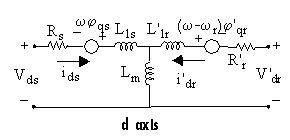 ωφqs
L1s
L'1r
(ω-ωr)φ'qr
Rs
R'r
+
Vds
ids
Lm
i'dr
V'dr
+
d axis